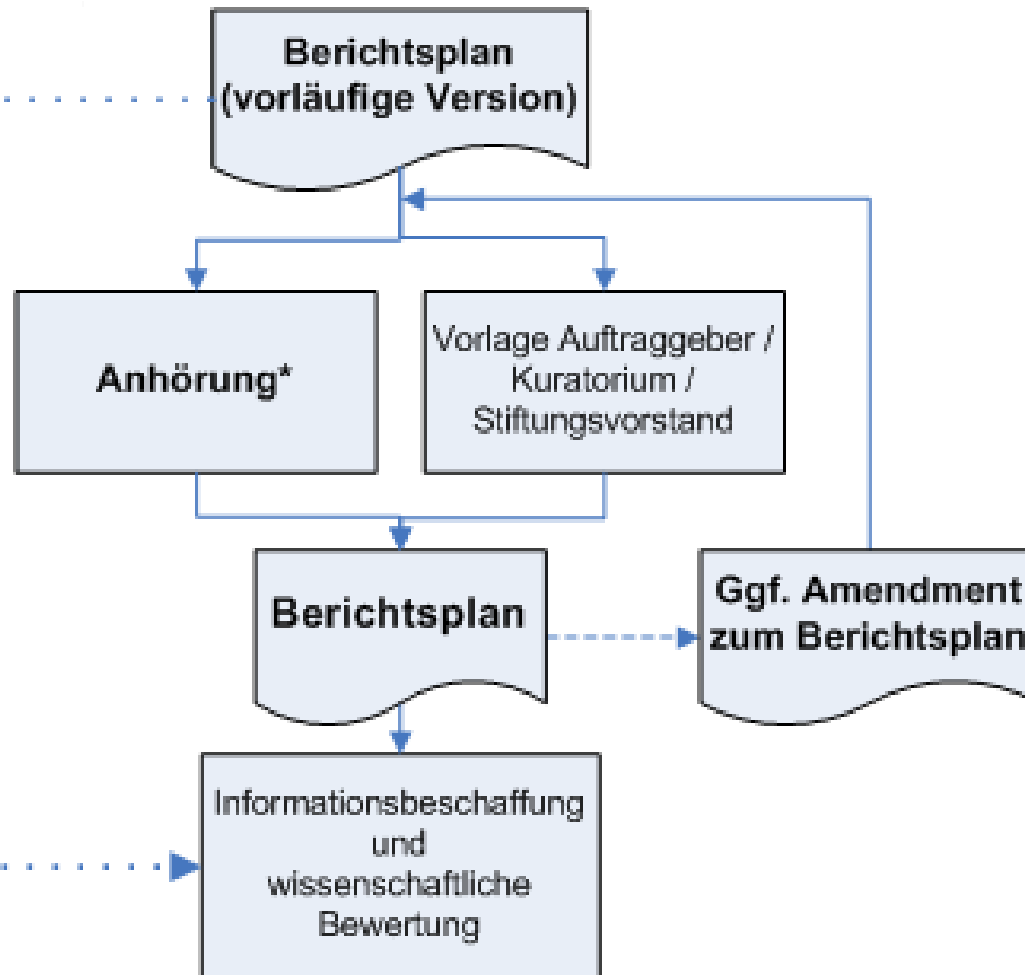 Berichtsplan
(vorläufige Version)
Anhörung*
Vorlage Auftraggeber /
Kuratorium /
Stiftungsvorstand
Berichtsplan
Ggf. Amendment
zum Berichtsplan
Informationsbeschaffung
und
wissenschaftliche
Bewertung